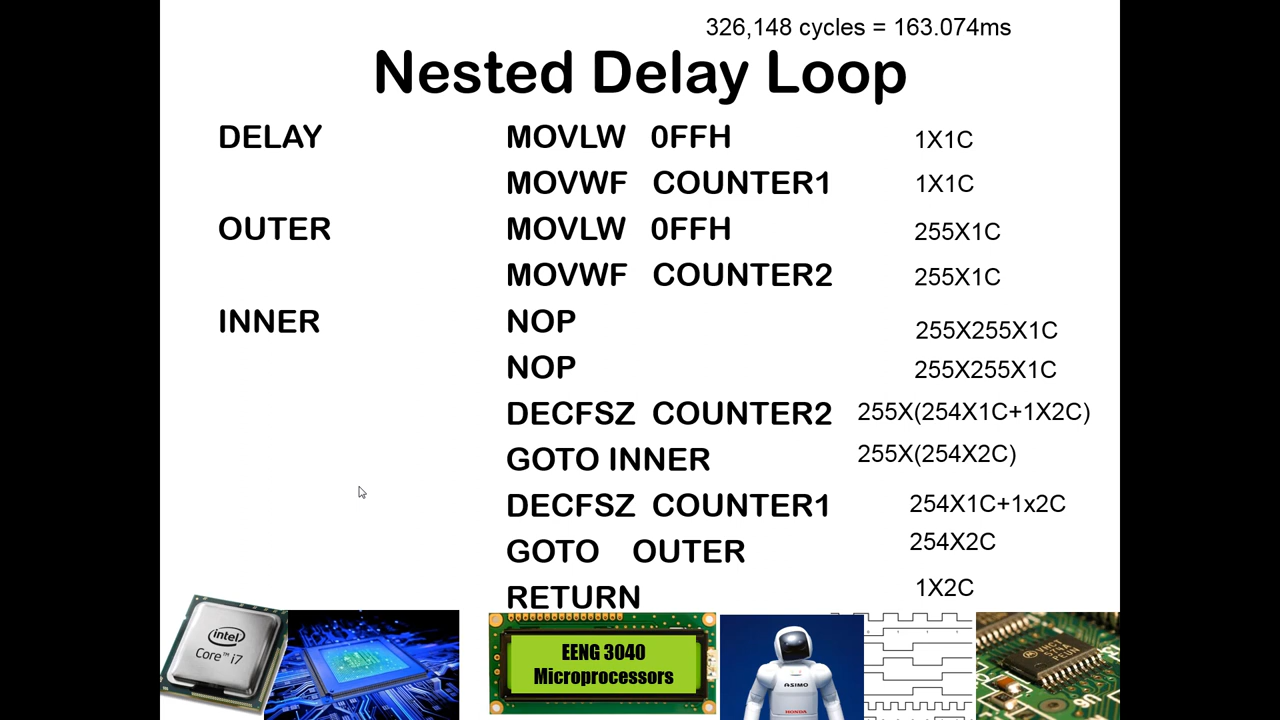 326,148 cycles = 163.074ms
Nested Delay Loop
DELAY MOVLW 0FFH 1X1C
MOVWF COUNTER1 1X1C
OUTER MOVLW 0FFH 255X1C
MOVWF COUNTER2 255X1C
INNER NOP 255X255X1C
NOP 255X255X1C
DECFSZ COUNTER2 255X(254X1C+1X2C)
GOTO INNER 255X(254X2C)
DECFSZ COUNTER1 254X1C+1x2C
GOTO OUTER 254X2C
RETURN 1X2C
intel
Core™ i7
EENG 3040
Microprocessors
ASIMO
HONDA